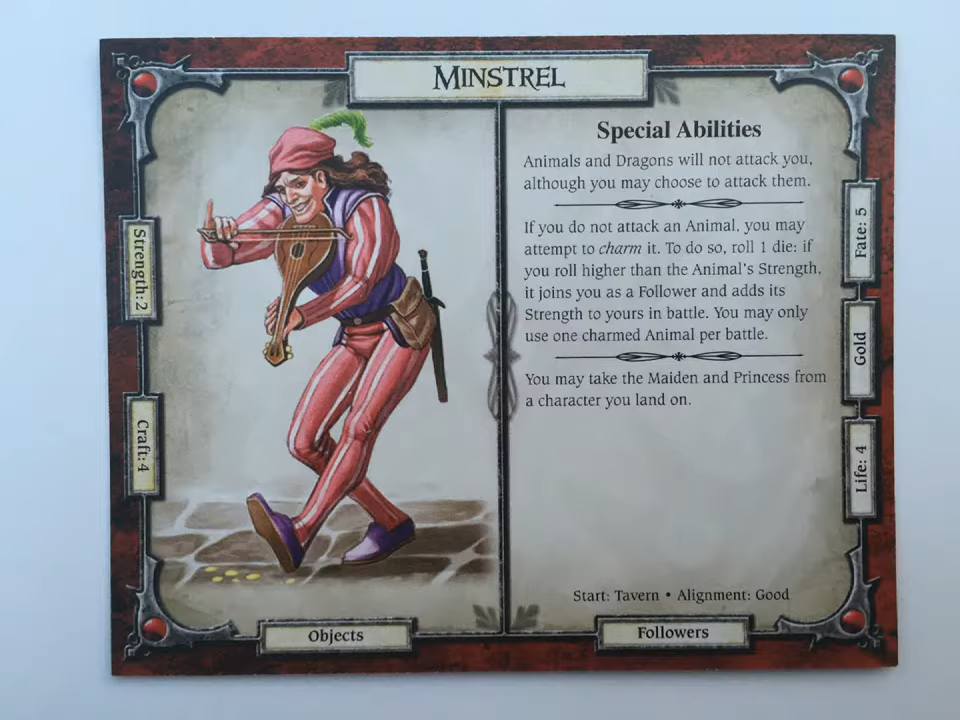 MINSTREL
Special Abilities
Animals and Dragons will not attack you,
although you may choose to attack them.
If you do not attack an Animal, you may
attempt to charm it. To do so, roll 1 die: if
you roll higher than the Animal's Strength,
it joins you as a Follower and adds its
Strength to yours in battle. You may only
use one charmed Animal per battle.
You may take the Maiden and Princess from
a character you land on.
Start: Tavern • Alignment: Good
Strength: 2
Craft: 4
Fate: 5
Gold
Life: 4
Objects
Followers